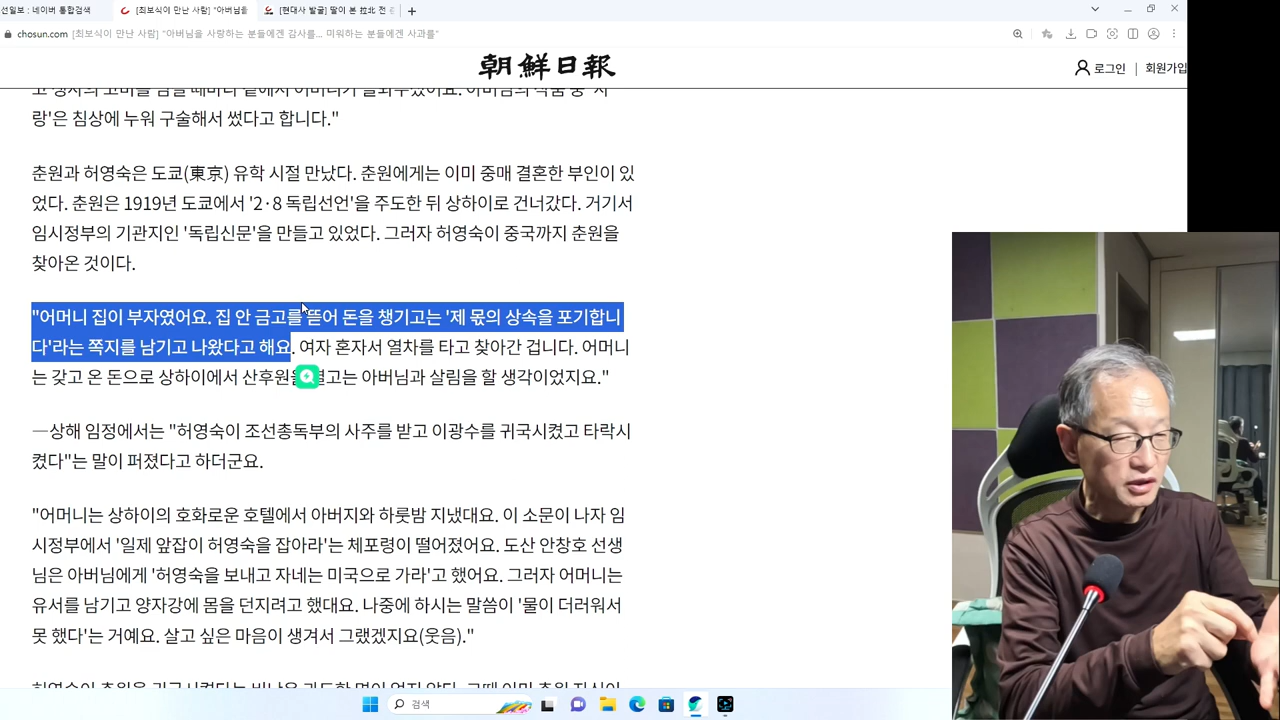 선일보 : 네이버 통합검색
[최보식이 만난 사람] "아버님을
[현대사 발굴] 딸이 본 拉北 전 춘
chosun.com [최보식이 만난 사람] "아버님을 사랑하는 분들에겐 감사를... 미워하는 분들에겐 사과를"
朝鮮日報
로그인 | 회원가입
랑'은 침상에 누워 구술해서 썼다고 합니다."
춘원과 허영숙은 도쿄(東京) 유학 시절 만났다. 춘원에게는 이미 중매 결혼한 부인이 있
었다. 춘원은 1919년 도쿄에서 '2·8 독립선언'을 주도한 뒤 상하이로 건너갔다. 거기서
임시정부의 기관지인 '독립신문'을 만들고 있었다. 그러자 허영숙이 중국까지 춘원을
찾아온 것이다.
"어머니 집이 부자였어요. 집 안 금고를 뜯어 돈을 챙기고는 '제 몫의 상속을 포기합니
다'라는 쪽지를 남기고 나왔다고 해요. 여자 혼자서 열차를 타고 찾아간 겁니다. 어머니
는 갖고 온 돈으로 상하이에서 산후원을 열고는 아버님과 살림을 할 생각이었지요."
―상해 임정에서는 "허영숙이 조선총독부의 사주를 받고 이광수를 귀국시켰고 타락시
켰다"는 말이 퍼졌다고 하더군요.
"어머니는 상하이의 호화로운 호텔에서 아버지와 하룻밤 지냈대요. 이 소문이 나자 임
시정부에서 '일제 앞잡이 허영숙을 잡아라'는 체포령이 떨어졌어요. 도산 안창호 선생
님은 아버님에게 '허영숙을 보내고 자네는 미국으로 가라'고 했어요. 그러자 어머니는
유서를 남기고 양자강에 몸을 던지려고 했대요. 나중에 하시는 말씀이 '물이 더러워서
못 했다'는 거예요. 살고 싶은 마음이 생겨서 그랬겠지요(웃음)."
검색